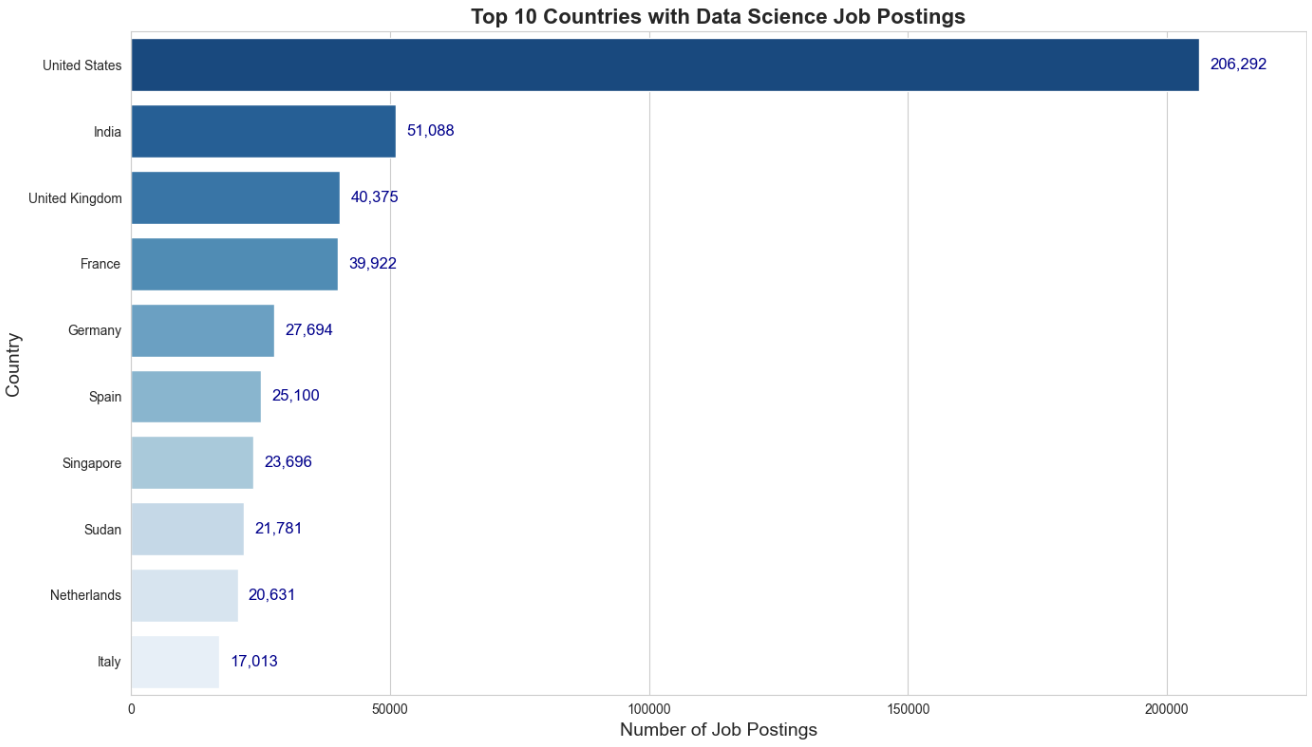 Top 10 Countries with Data Science Job Postings
United States 206,292
India 51,088
United Kingdom 40,375
France 39,922
Germany 27,694
Spain 25,100
Singapore 23,696
Sudan 21,781
Netherlands 20,631
Italy 17,013
Country
0 50000 100000 150000 200000
Number of Job Postings